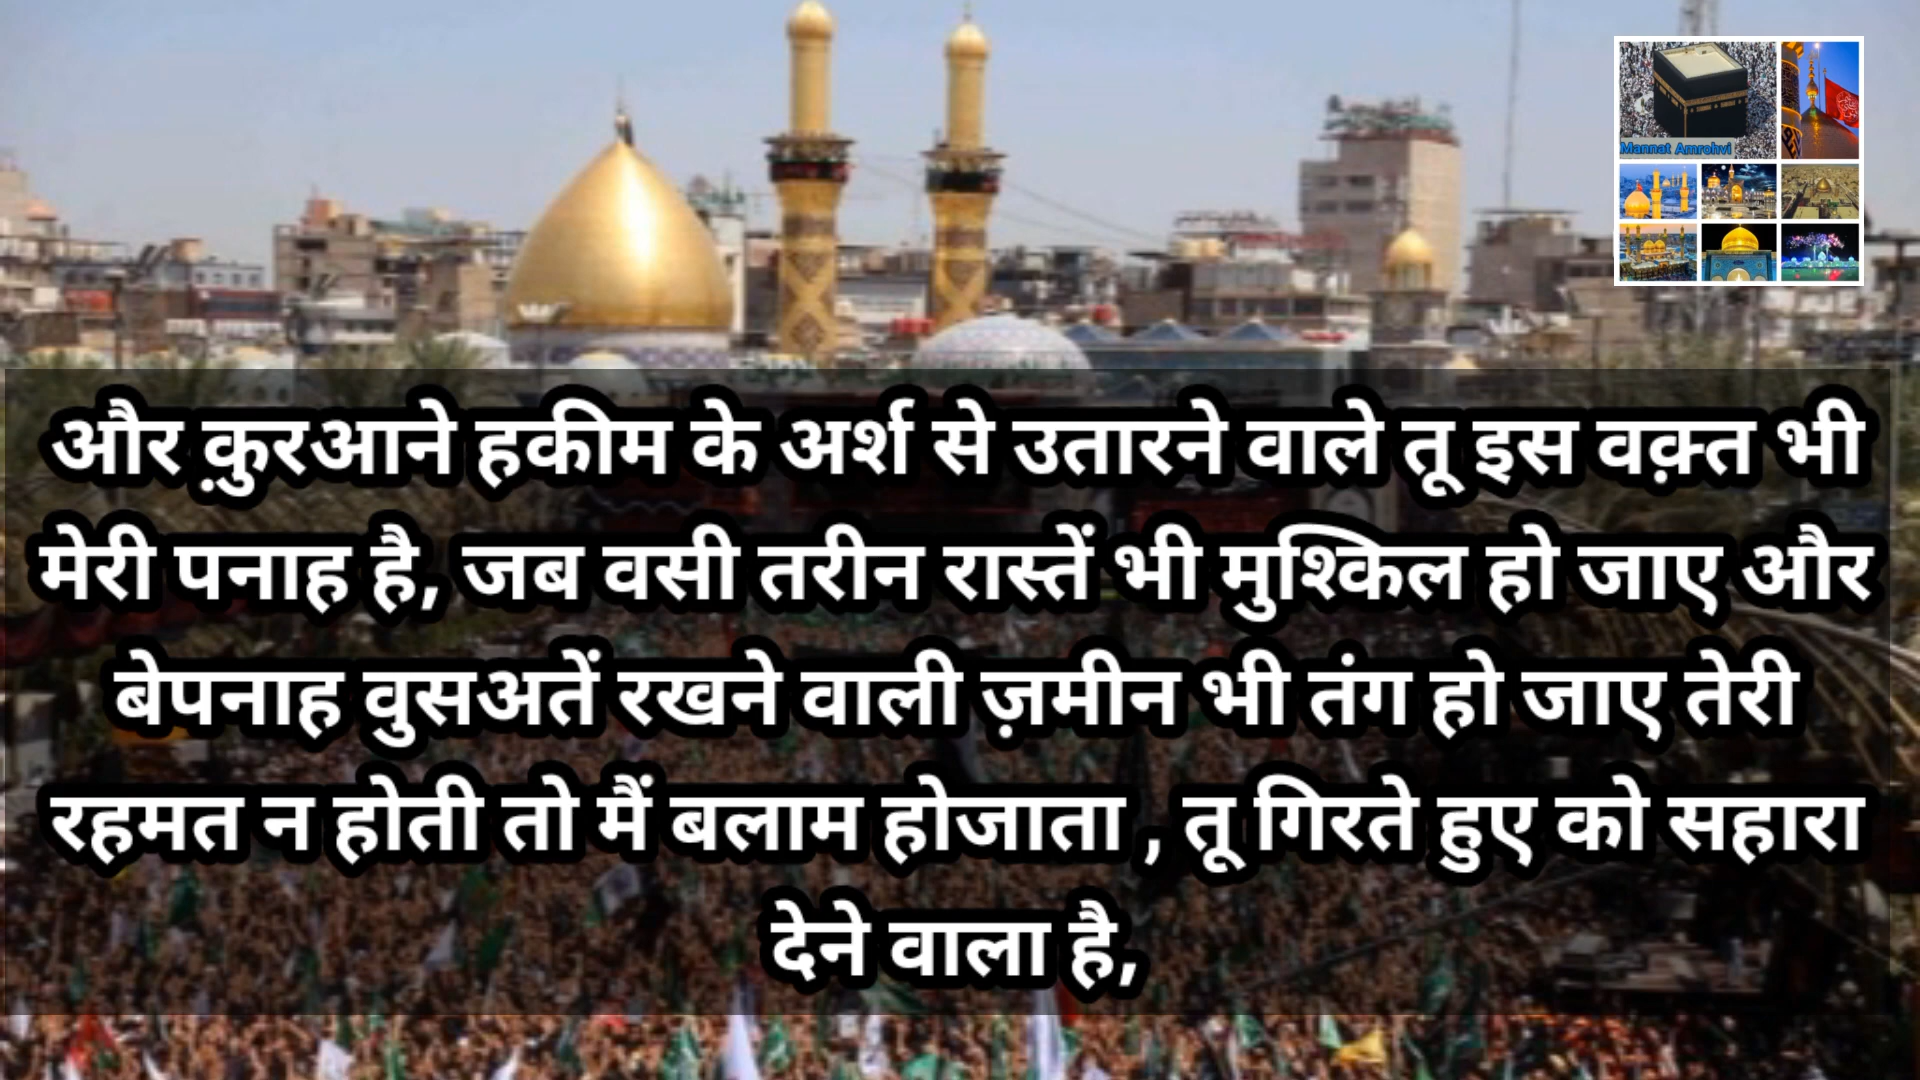 Mannat Amrohvi
और क़ुरआने हकीम के अर्श से उतारने वाले तू इस वक़्त भी
मेरी पनाह है, जब वसी तरीन रास्तें भी मुश्किल हो जाए और
बेपनाह वुसअतें रखने वाली ज़मीन भी तंग हो जाए तेरी
रहमत न होती तो मैं बलाम होजाता , तू गिरते हुए को सहारा
देने वाला है,